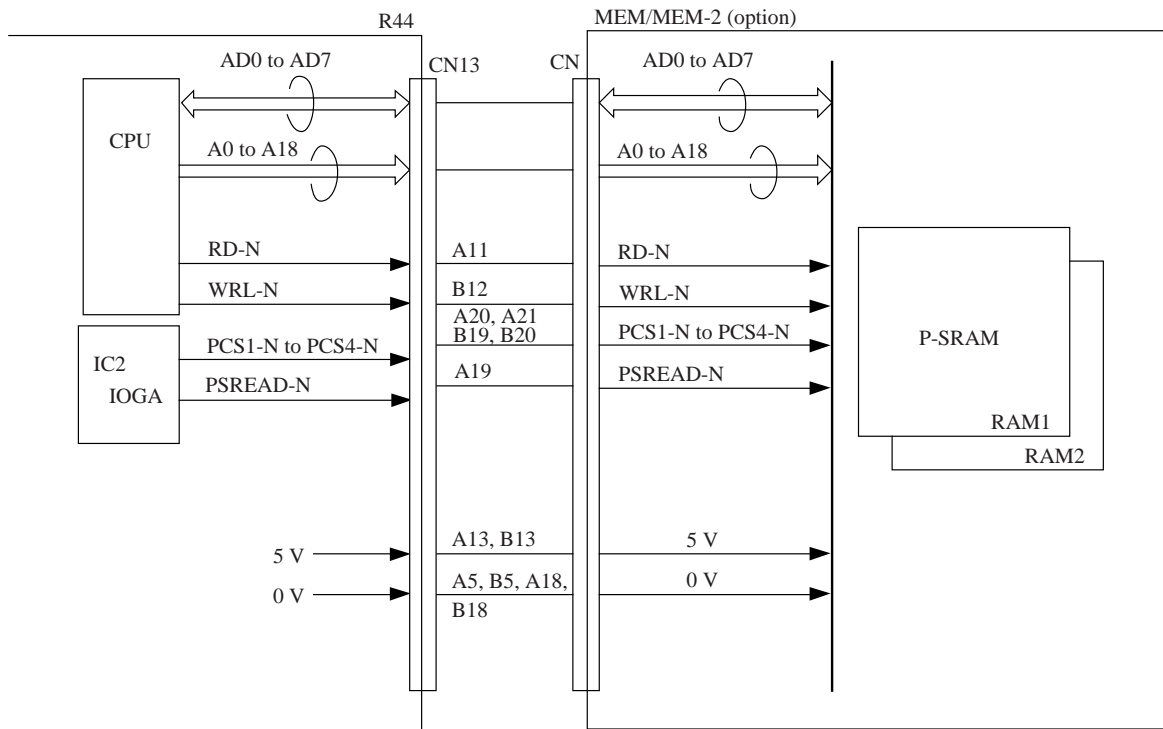 R44
MEM/MEM-2 (option)
AD0 to AD7
CN13
CN
AD0 to AD7
CPU
A0 to A18
A0 to A18
RD-N
A11
RD-N
WRL-N
B12
WRL-N
A20, A21
B19, B20
PCS1-N to PCS4-N
PCS1-N to PCS4-N
P-SRAM
IC2
IOGA
PSREAD-N
A19
PSREAD-N
RAM1
RAM2
5 V
A13, B13
5 V
0 V
A5, B5, A18,
B18
0 V